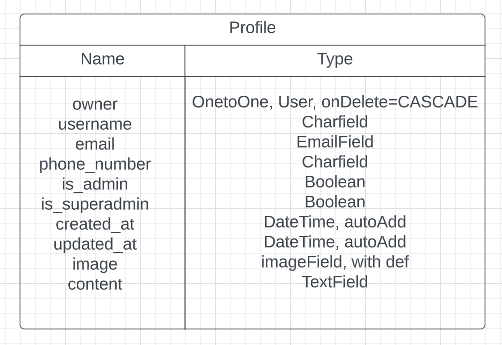 Profile
Name Type
owner OnetoOne, User, onDelete=CASCADE
username Charfield
email EmailField
phone_number Charfield
is_admin Boolean
is_superadmin Boolean
created_at DateTime, autoAdd
updated_at DateTime, autoAdd
image imageField, with def
content TextField